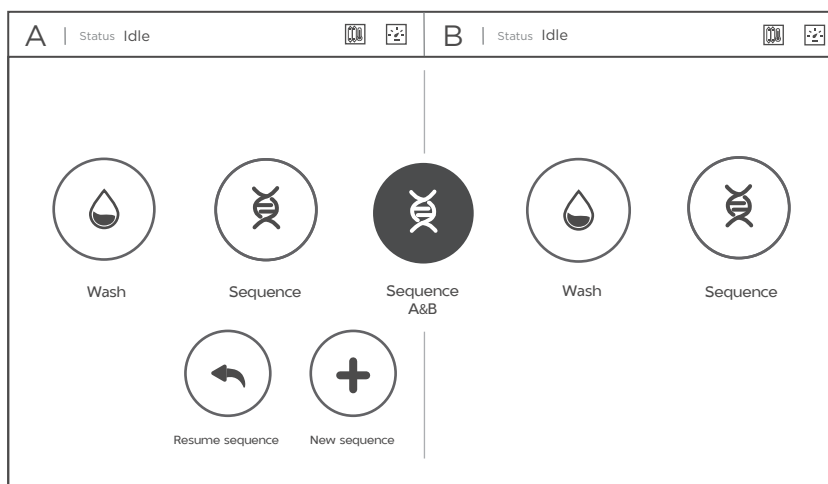 A | Status Idle
B | Status Idle
Wash
Sequence
Sequence
A&B
Wash
Sequence
Resume sequence
New sequence